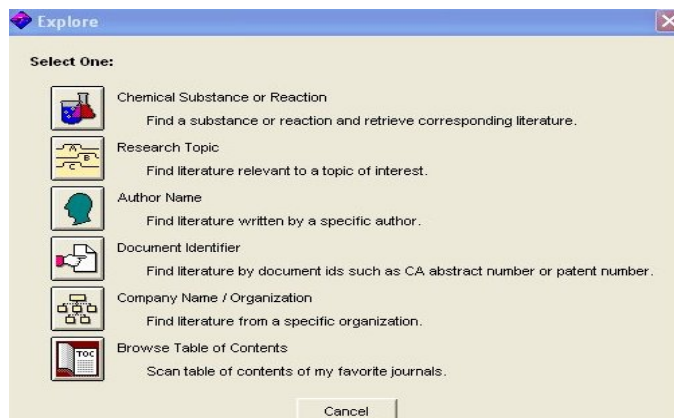 Explore
Select One:
Chemical Substance or Reaction
Find a substance or reaction and retrieve corresponding literature.
Research Topic
Find literature relevant to a topic of interest.
Author Name
Find literature written by a specific author.
Document Identifier
Find literature by document ids such as CA abstract number or patent number.
Company Name / Organization
Find literature from a specific organization.
Browse Table of Contents
Scan table of contents of my favorite journals.
Cancel
A
B
C
TOC